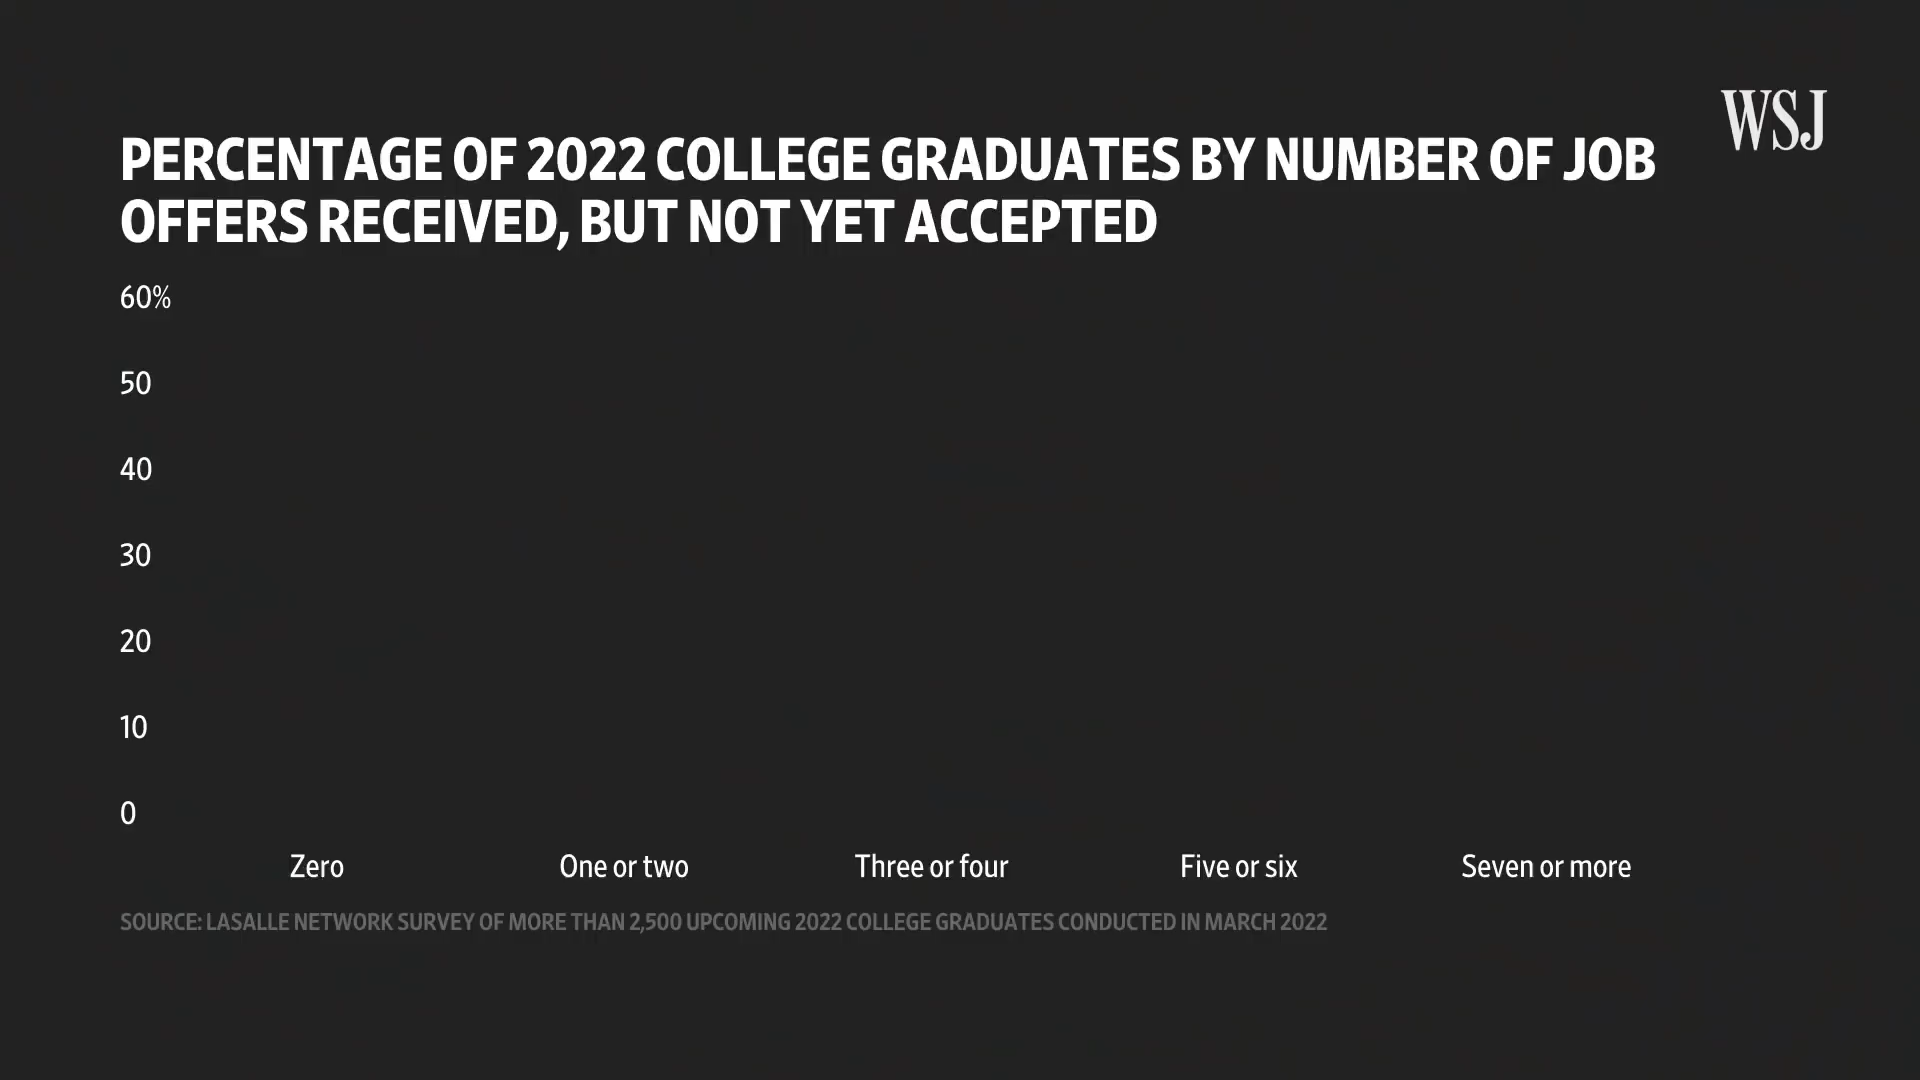 WSJ
PERCENTAGE OF 2022 COLLEGE GRADUATES BY NUMBER OF JOB
OFFERS RECEIVED, BUT NOT YET ACCEPTED
60%
50
40
30
20
10
0
Zero One or two Three or four Five or six Seven or more
SOURCE: LASALLE NETWORK SURVEY OF MORE THAN 2,500 UPCOMING 2022 COLLEGE GRADUATES CONDUCTED IN MARCH 2022